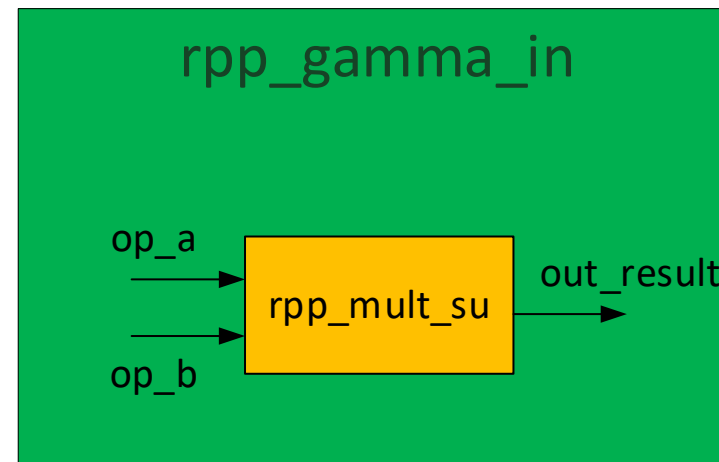 rpp_gamma_in
op_a
out_result
rpp_mult_su
op_b